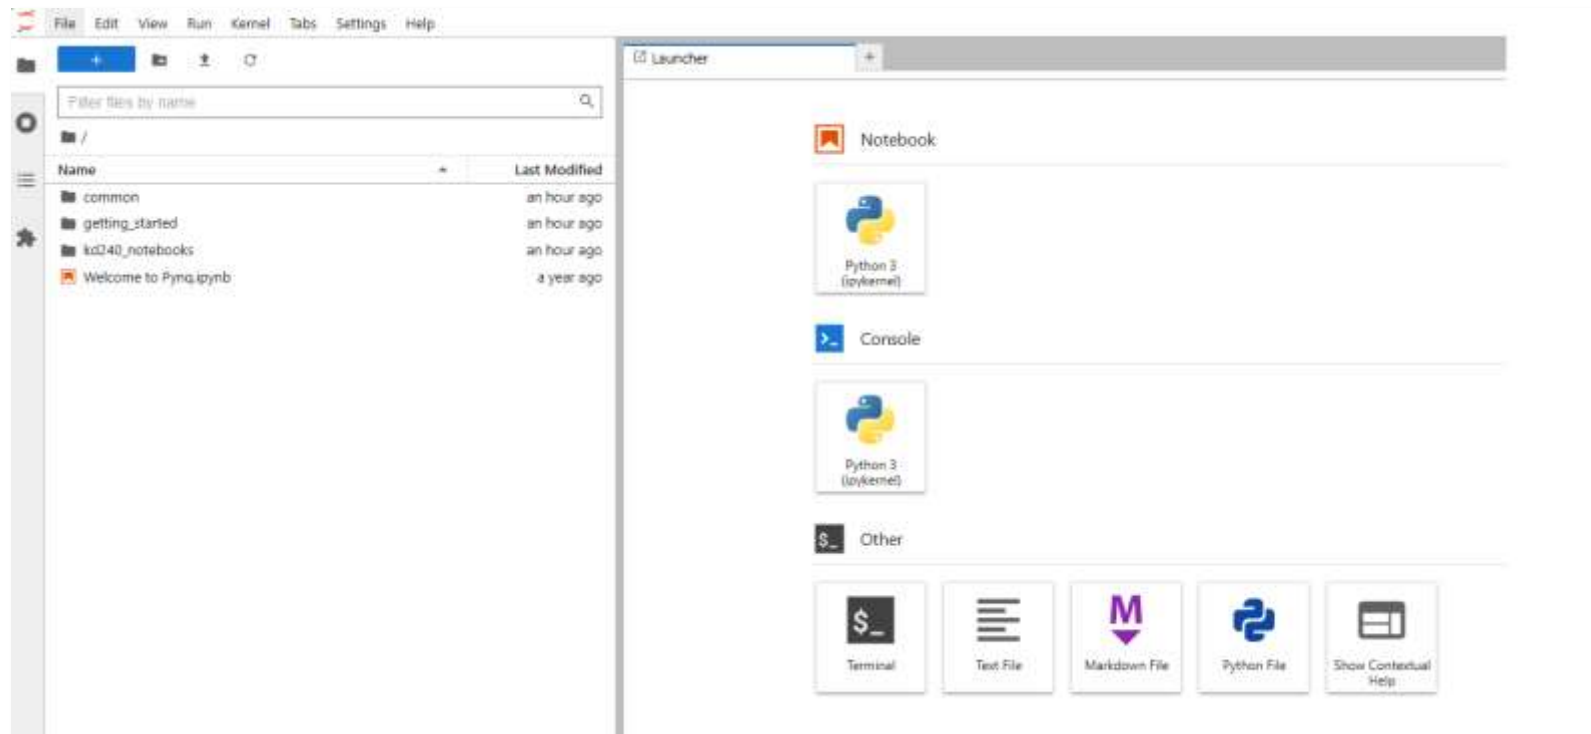 File Edit View Run Kernel Tabs Settings Help
Launcher
Filter files by name
/
Name Last Modified
common an hour ago
getting_started an hour ago
kd240_notebooks an hour ago
Welcome to Pynq.ipynb a year ago
Notebook
Python 3
(ipykernel)
Console
Python 3
(ipykernel)
$_ Other
$_
Terminal
Text File
M
Markdown File
Python File
Show Contextual
Help